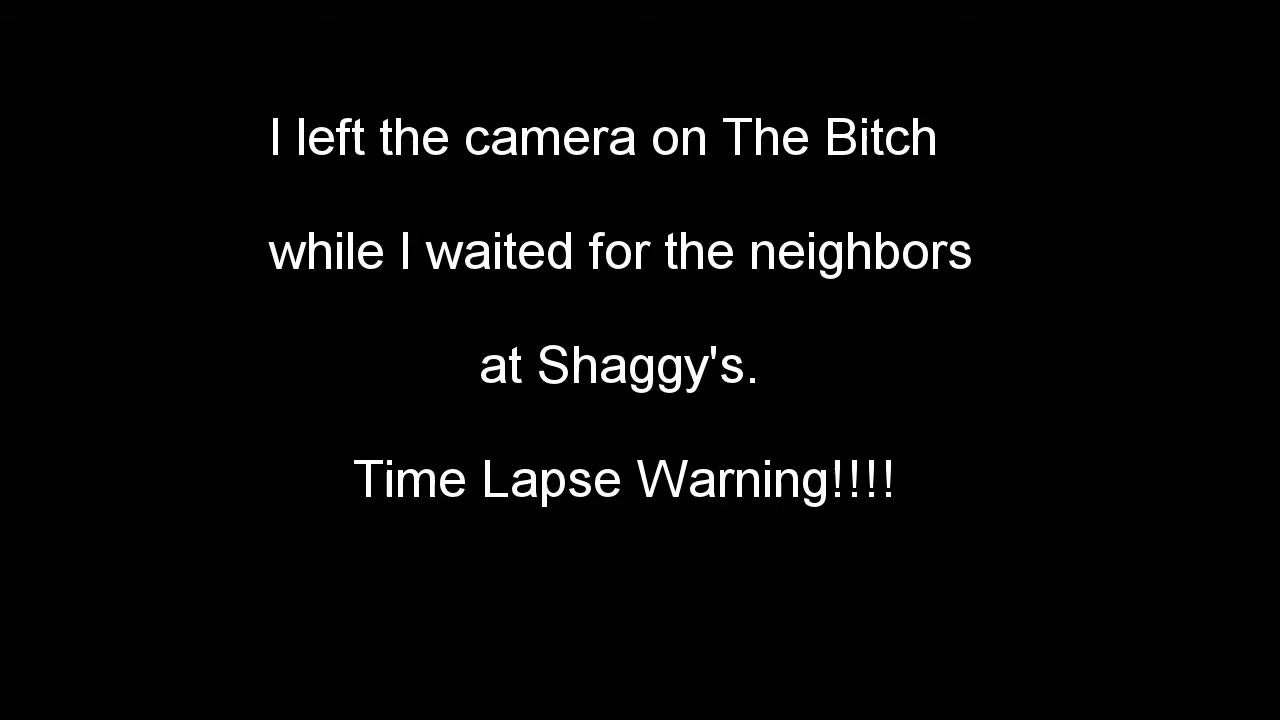 I left the camera on The Bitch
while I waited for the neighbors
at Shaggy's.
Time Lapse Warning!!!!